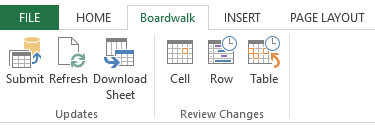 FILE HOME Boardwalk INSERT PAGE LAYOUT
Submit Refresh Download Sheet Cell Row Table
Updates Review Changes